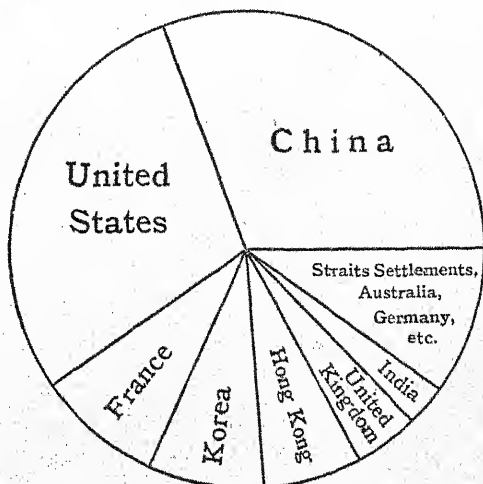 China
United
States
Straits Settlements,
Australia,
Germany,
etc.
India
United
Kingdom
Hong Kong
Korea
France